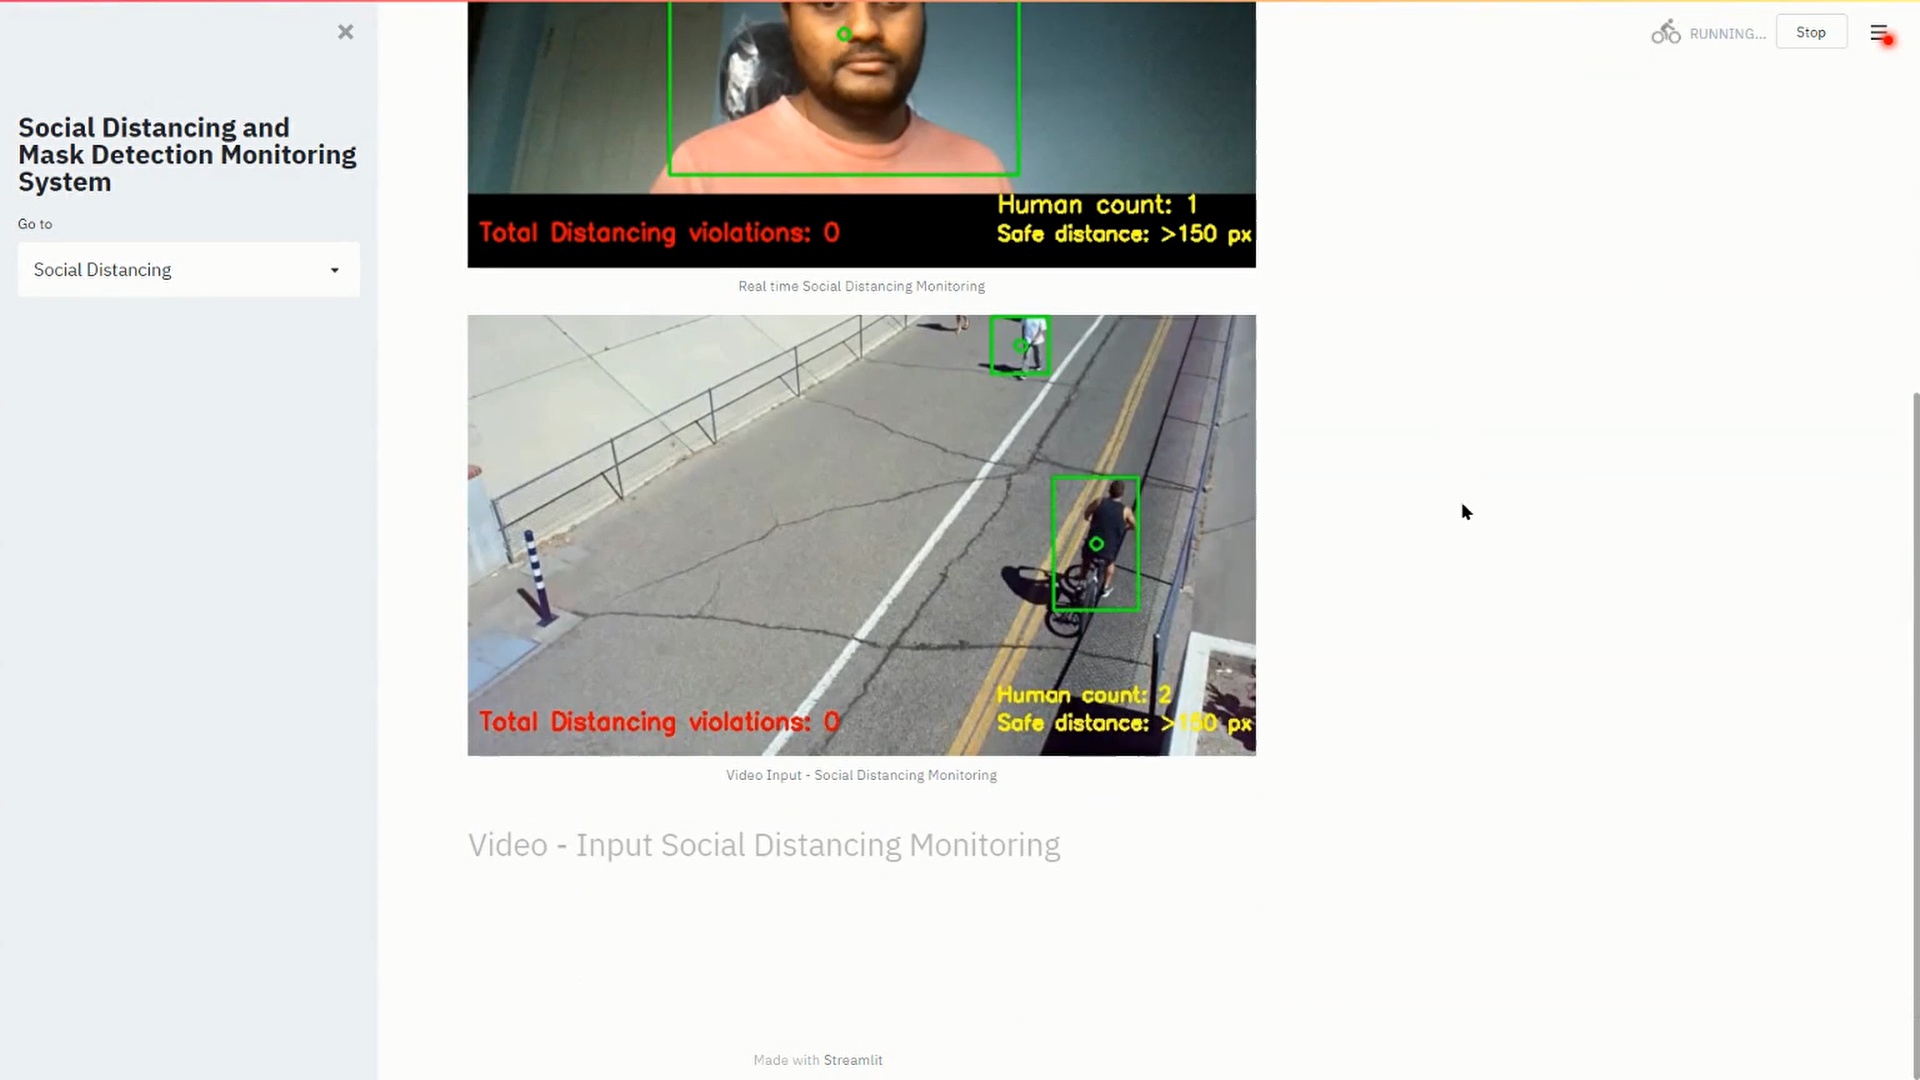 Social Distancing and
Mask Detection Monitoring
System
Go to
Social Distancing
RUNNING...
Stop
Human count: 1
Total Distancing violations: 0
Safe distance: >150 px
Real time Social Distancing Monitoring
Human count: 2
Total Distancing violations: 0
Safe distance: >150 px
Video Input - Social Distancing Monitoring
Video - Input Social Distancing Monitoring
Made with Streamlit